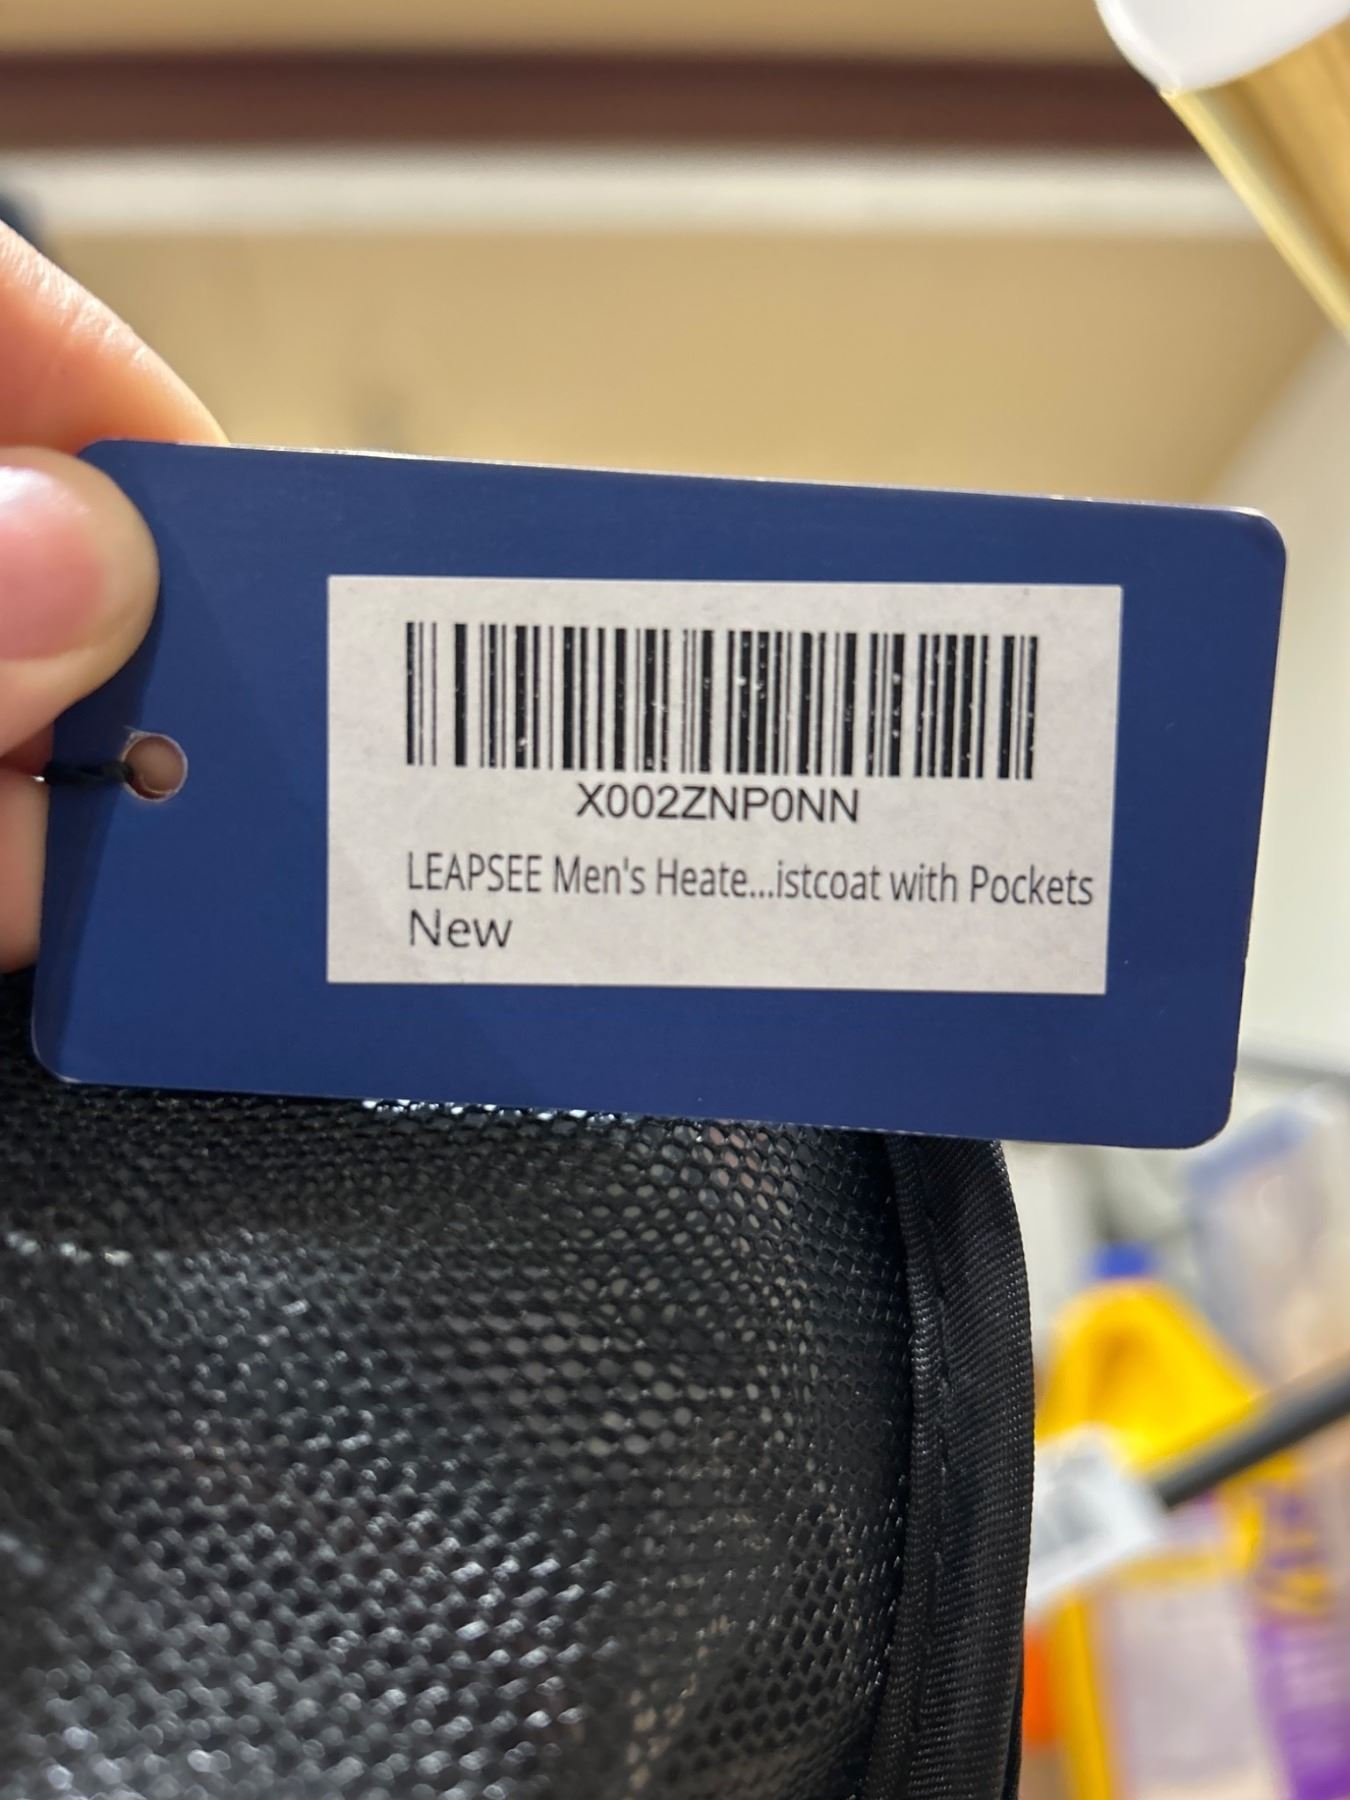 X002ZNP0NN
LEAPSEE Men's Heate...istcoat with Pockets
New